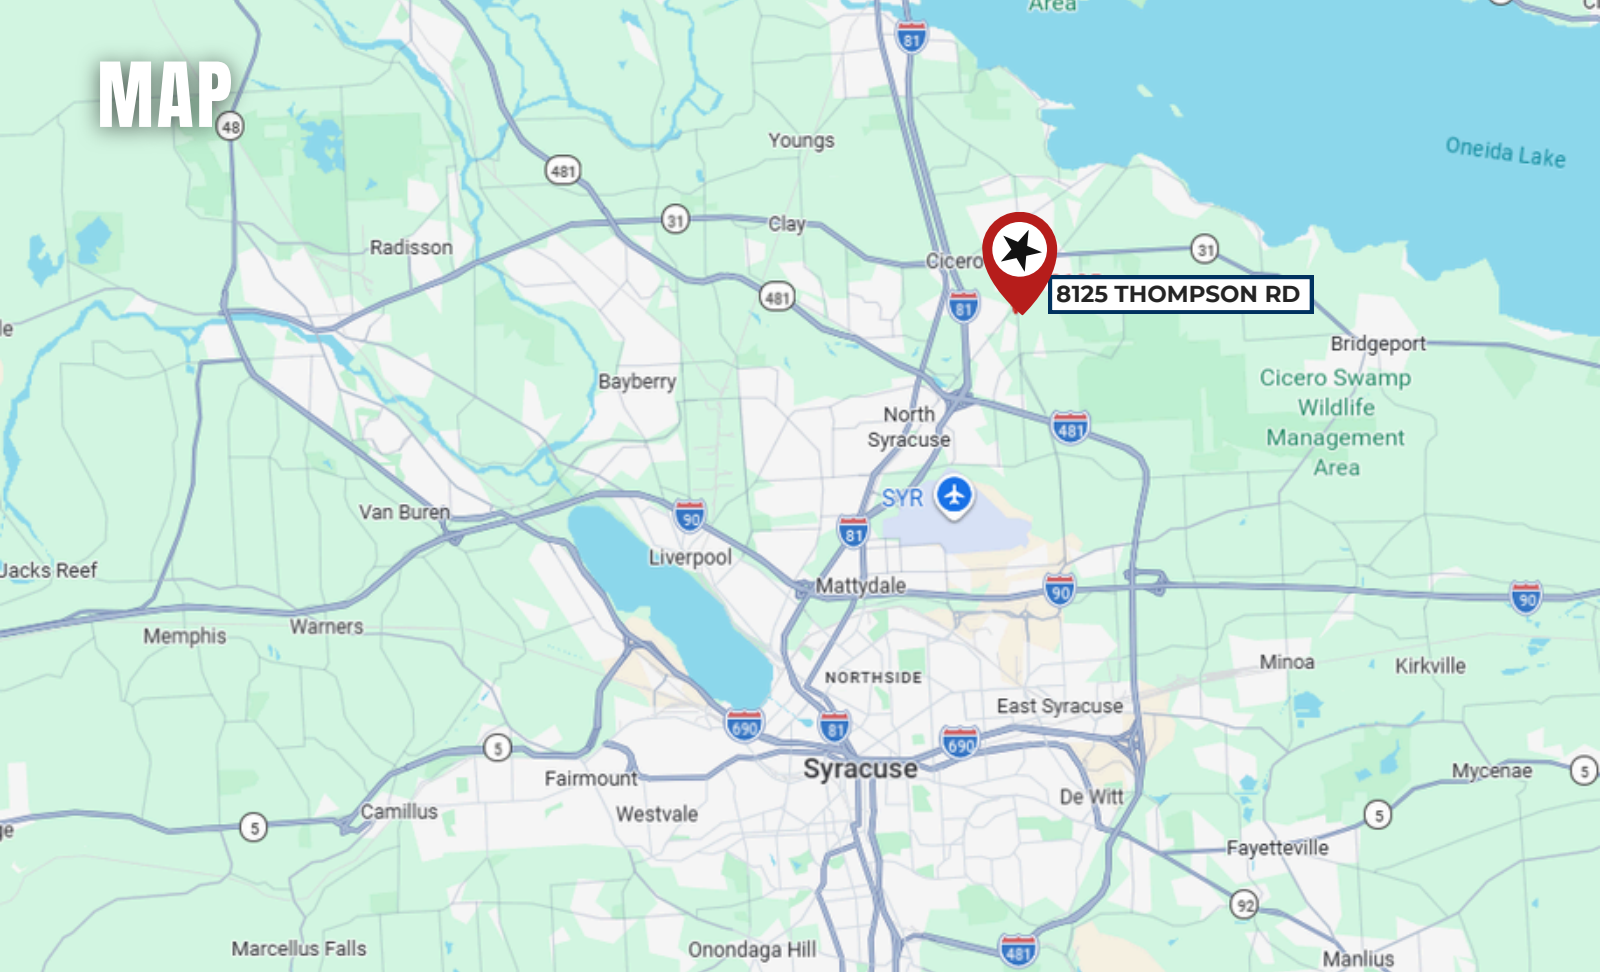 Area
81
MAP
48
Youngs
Oneida Lake
481
31
Clay
Radisson
Cicero
31
481
81
8125 THOMPSON RD
Bridgeport
Bayberry
Cicero Swamp
Wildlife
Management
Area
North
Syracuse
481
SYR
Van Buren
90
81
Liverpool
Jacks Reef
Mattydale
90
90
Memphis
Warners
Minoa
Kirkville
NORTHSIDE
East Syracuse
690
81
690
5
Syracuse
Fairmount
Mycenae
5
De Witt
Camillus
Westvale
5
5
Fayetteville
92
Marcellus Falls
Onondaga Hill
481
Manlius